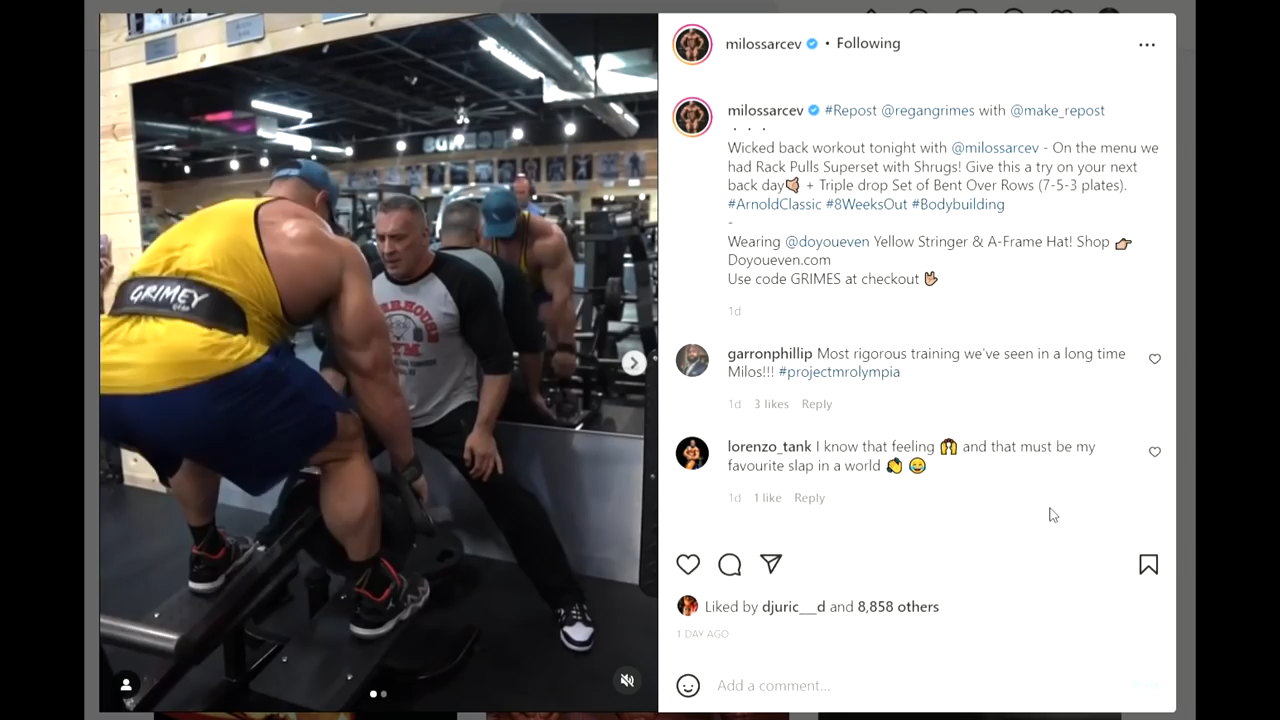 milossarcev • Following
milossarcev #Repost @regangrimes with @make_repost
・・・
Wicked back workout tonight with @milossarcev - On the menu we
had Rack Pulls Superset with Shrugs! Give this a try on your next
back day🤙🏼 + Triple drop Set of Bent Over Rows (7-5-3 plates).
#ArnoldClassic #8WeeksOut #Bodybuilding
-
Wearing @doyoueven Yellow Stringer & A-Frame Hat! Shop 👉🏼
Doyoueven.com
Use code GRIMES at checkout 🤟🏼
1d
garronphillip Most rigorous training we've seen in a long time
Milos!!! #projectmrolympia
1d 3 likes Reply
lorenzo_tank I know that feeling 🙌 and that must be my
favourite slap in a world 👏 😂
1d 1 like Reply
Liked by djuric___d and 8,858 others
1 DAY AGO
Add a comment...
GRIMEY
GYM